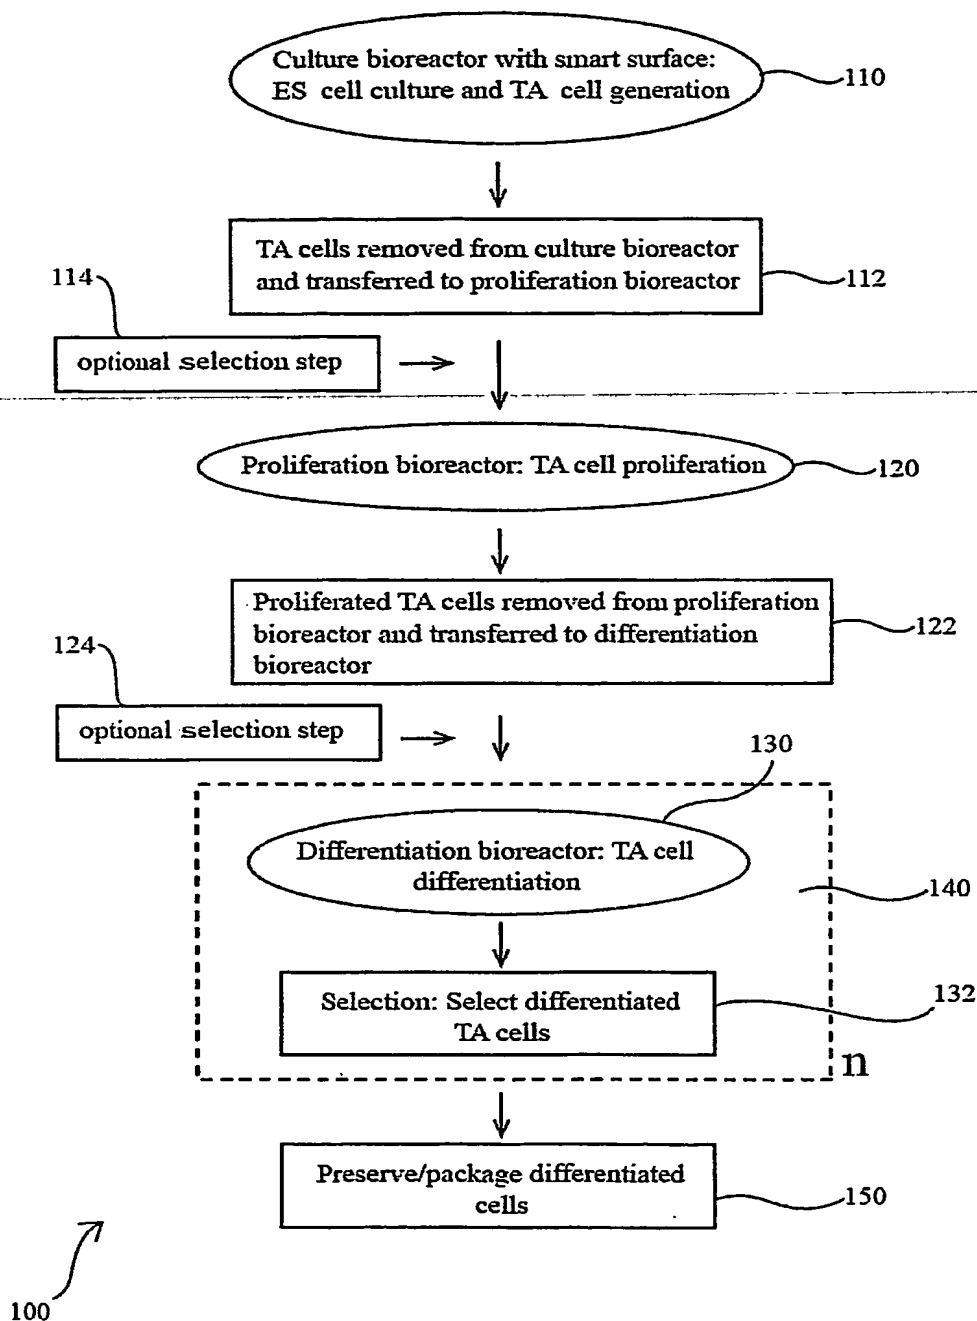 Culture bioreactor with smart surface:
ES cell culture and TA cell generation
110
TA cells removed from culture bioreactor
and transferred to proliferation bioreactor
112
114
optional selection step
Proliferation bioreactor: TA cell proliferation
120
Proliferated TA cells removed from proliferation
bioreactor and transferred to differentiation
bioreactor
122
124
optional selection step
130
Differentiation bioreactor: TA cell
differentiation
140
Selection: Select differentiated
TA cells
132
n
Preserve/package differentiated
cells
150
100